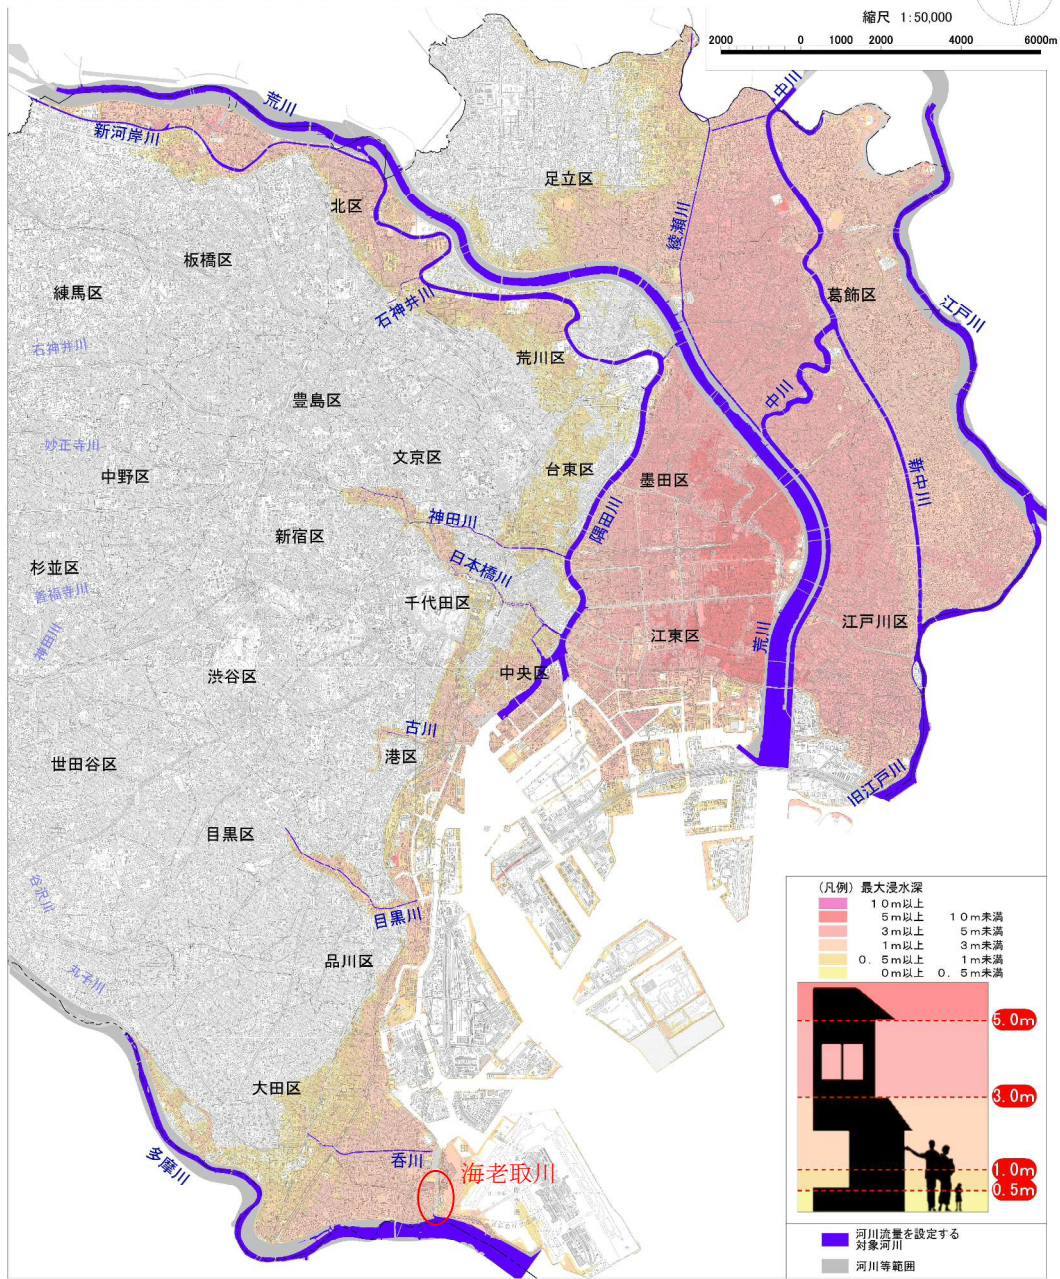 縮尺 1:50,000
2000 0 1000 2000 4000 6000m
荒川
中川
新河岸川
足立区
北区
綾瀬川
板橋区
練馬区
葛飾区
石神井川
江戸川
石神井川
荒川区
豊島区
中川
妙正寺川
文京区
中野区
台東区
墨田区
新中川
神田川
隅田川
新宿区
日本橋川
杉並区
善福寺川
千代田区
神田川
江東区
荒川
江戸川区
渋谷区
中央区
古川
港区
世田谷区
旧江戸川
目黒区
谷沢川
目黒川
品川区
丸子川
大田区
多摩川
呑川
海老取川
(凡例) 最大浸水深
10m以上
5m以上 10m未満
3m以上 5m未満
1m以上 3m未満
0.5m以上 1m未満
0m以上 0.5m未満
5.0m
3.0m
1.0m
0.5m
河川流量を設定する
対象河川
河川等範囲